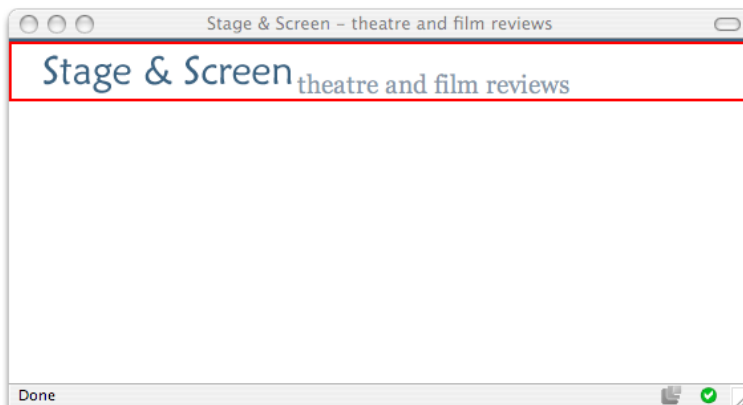 Stage & Screen – theatre and film reviews
Stage & Screen theatre and film reviews
Done